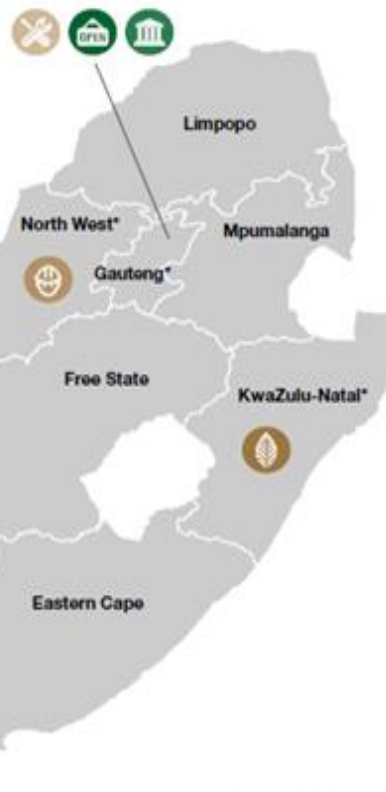 OPEN
Limpopo
North West*
Mpumalanga
Gauteng*
Free State
KwaZulu-Natal*
Eastern Cape